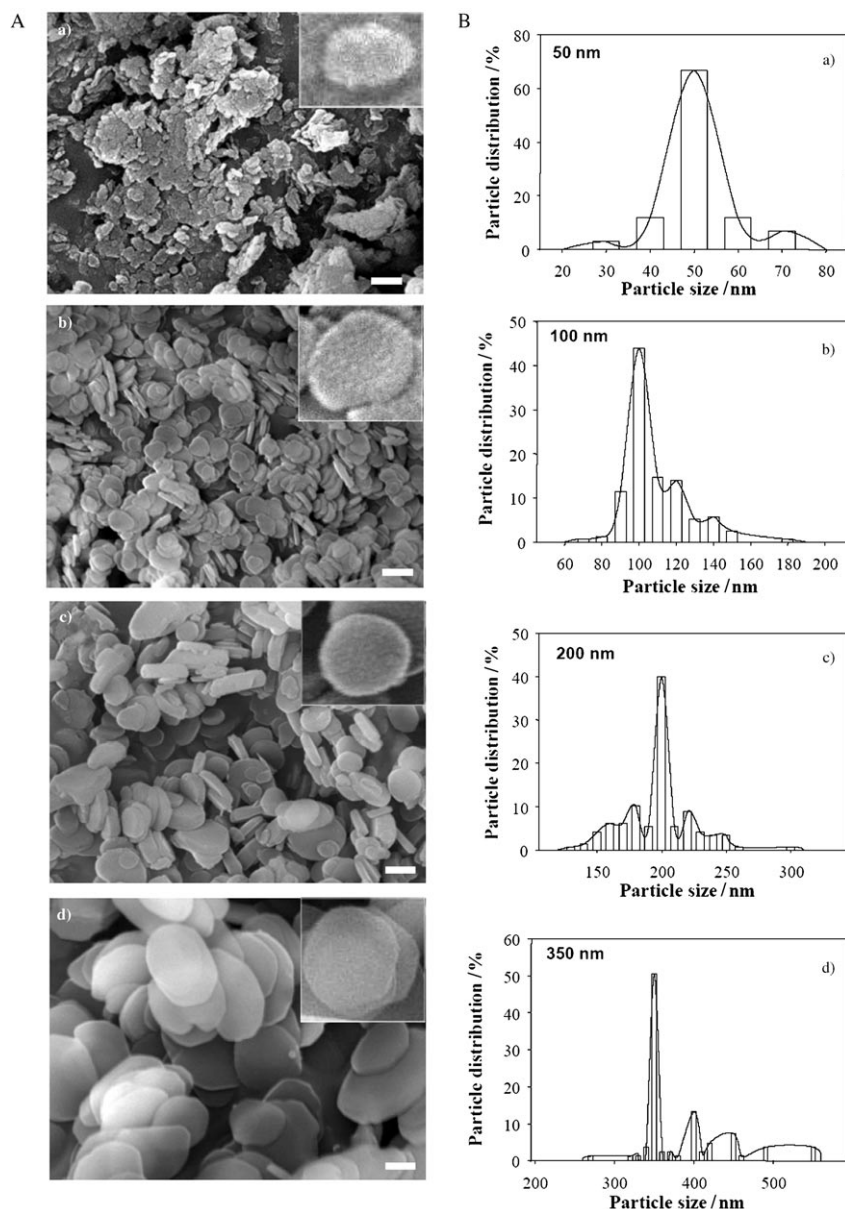 A
a)
b)
c)
d)
B
50 nm
a)
80
60
40
20
0
20 30 40 50 60 70 80
Particle distribution / %
Particle size / nm
100 nm
b)
50
40
30
20
10
0
60 80 100 120 140 160 180 200
Particle distribution / %
Particle size / nm
200 nm
c)
50
40
30
20
10
0
150 200 250 300
Particle distribution / %
Particle size / nm
350 nm
d)
60
50
40
30
20
10
0
200 300 400 500
Particle distribution / %
Particle size / nm